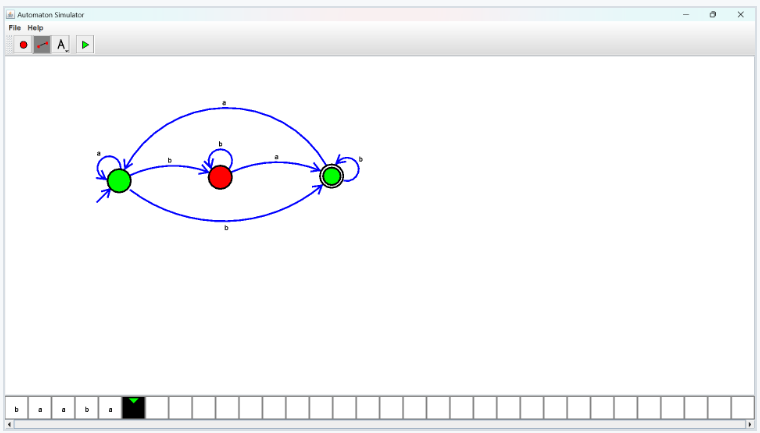 Automaton Simulator
File Help
A
a
b
a b a b
b
b a a b a